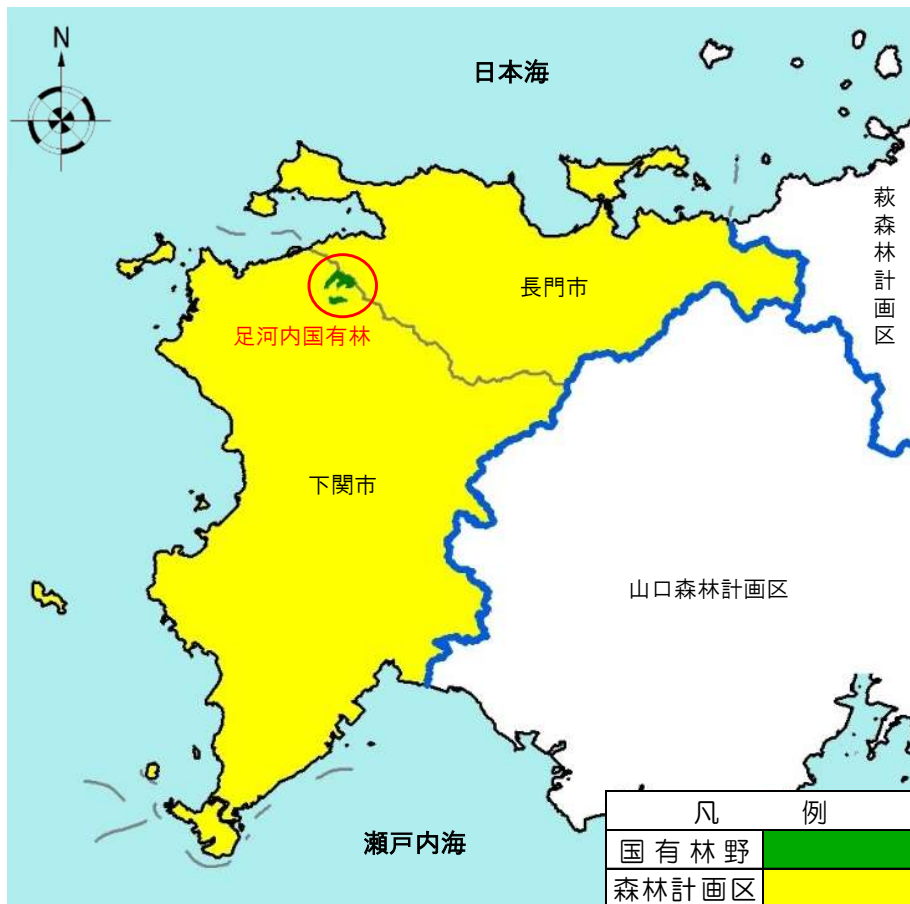 N
日本海
萩森林計画区
長門市
足河内国有林
下関市
山口森林計画区
瀬戸内海
凡 例
国有林野
森林計画区